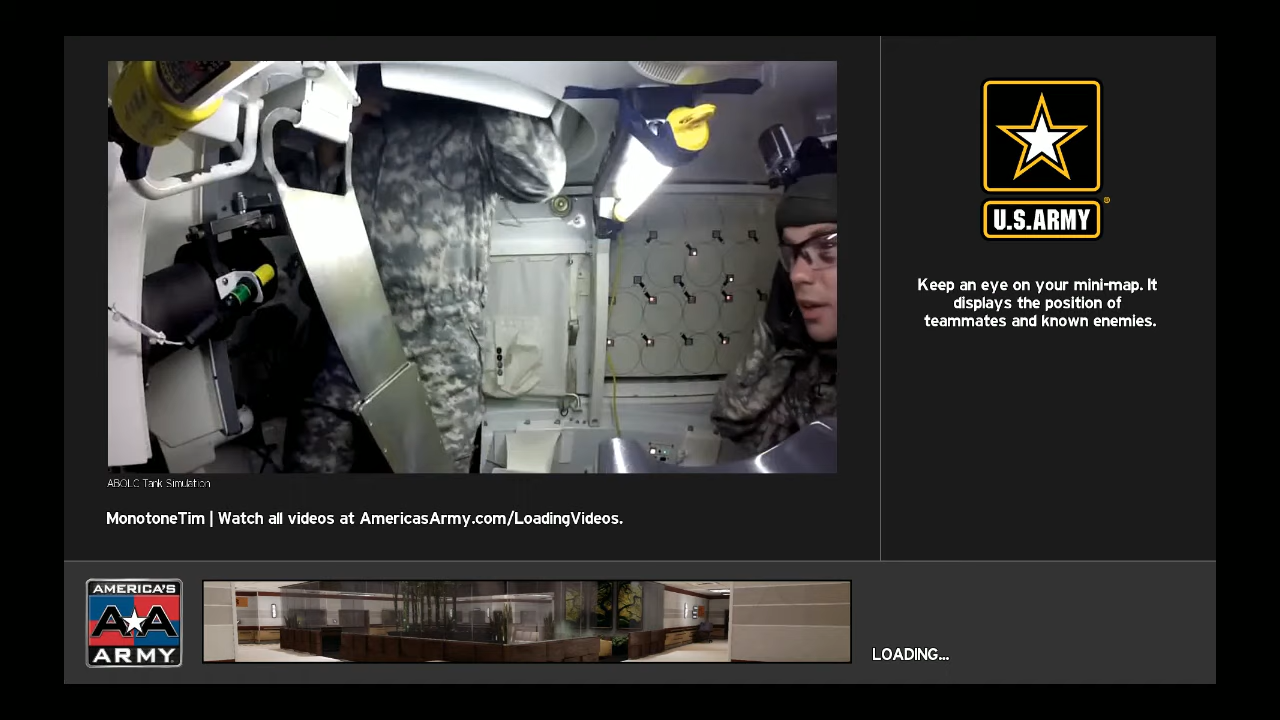 U.S.ARMY
Keep an eye on your mini-map. It
displays the position of
teammates and known enemies.
ABOLC Tank Simulation
MonotoneTim | Watch all videos at AmericasArmy.com/LoadingVideos.
AMERICA'S
AA
ARMY
LOADING...